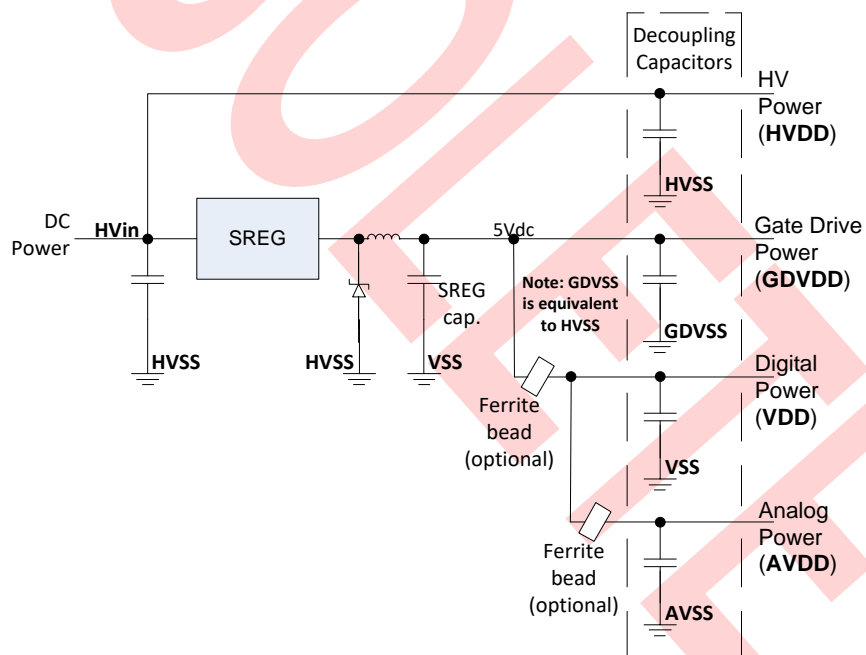 Decoupling
Capacitors
HV
Power
(HVDD)
HVSS
DC
Power
HVin
SREG
5Vdc
Gate Drive
Power
(GDVDD)
SREG
cap.
Note: GDVSS
is equivalent
to HVSS
GDVSS
HVSS
HVSS
VSS
Digital
Power
(VDD)
Ferrite
bead
(optional)
VSS
Analog
Power
(AVDD)
Ferrite
bead
(optional)
AVSS